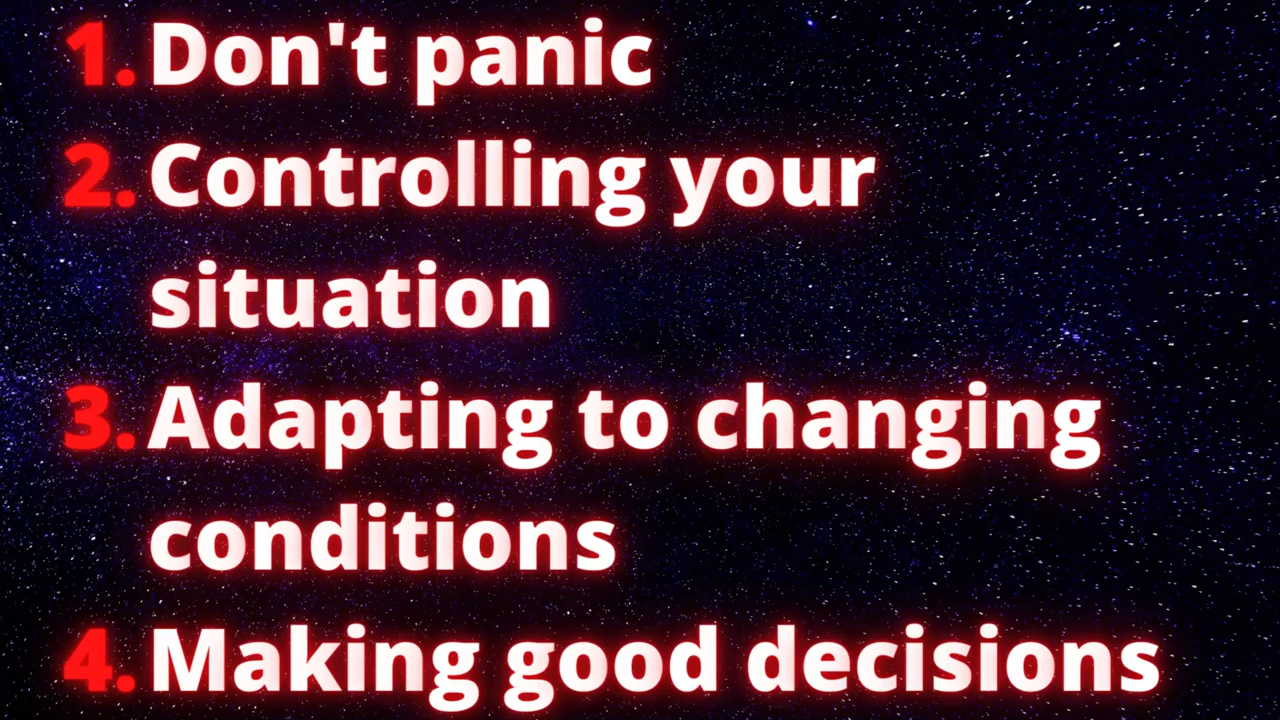 1. Don't panic
2. Controlling your
situation
3. Adapting to changing
conditions
4. Making good decisions